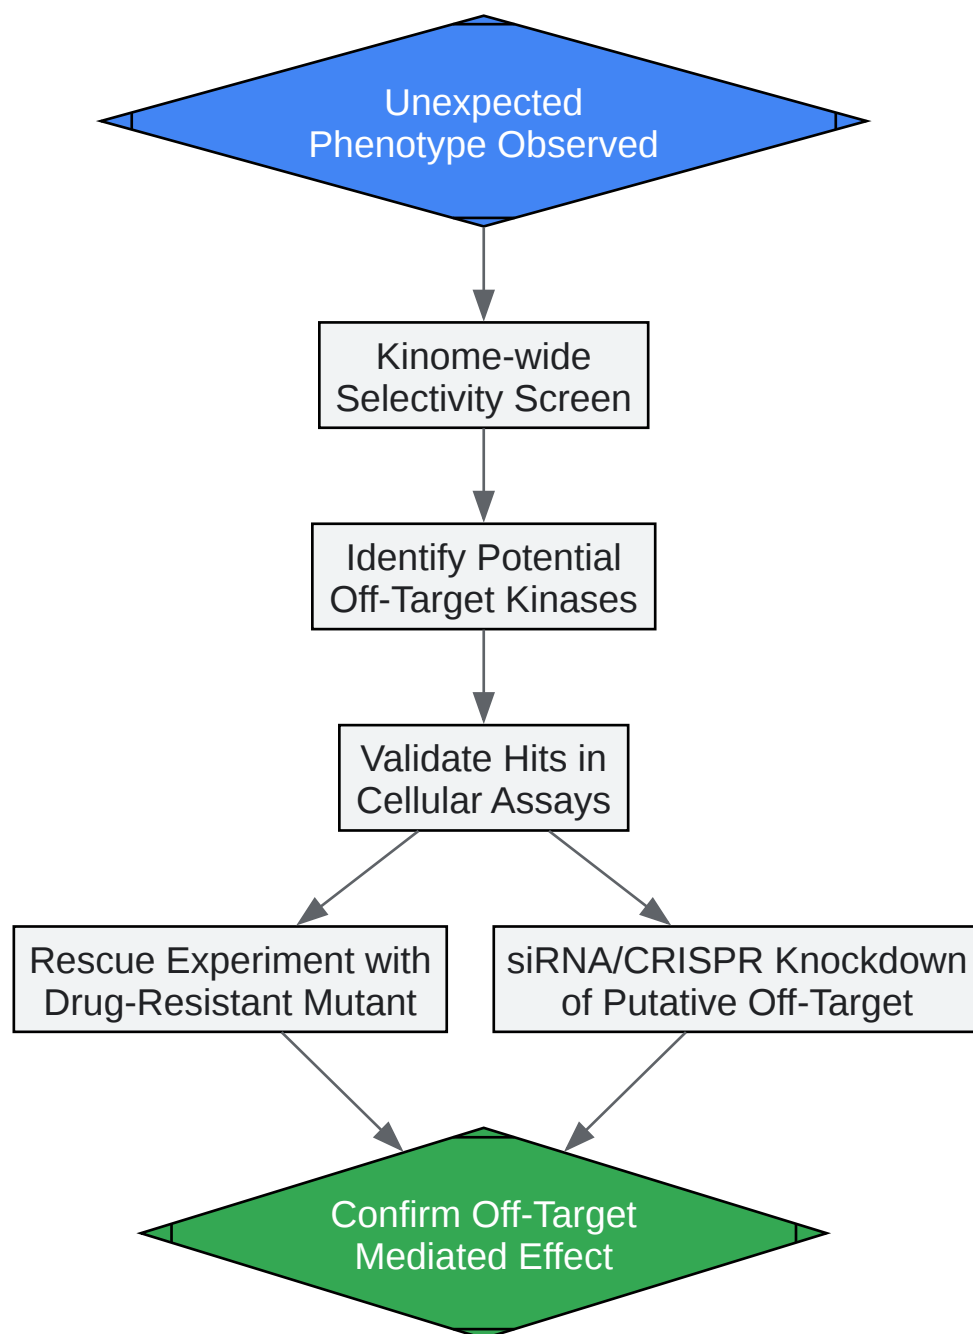 Unexpected
Phenotype Observed
Kinome-wide
Selectivity Screen
Identify Potential
Off-Target Kinases
Validate Hits in
Cellular Assays
Rescue Experiment with
Drug-Resistant Mutant
siRNA/CRISPR Knockdown
of Putative Off-Target
Confirm Off-Target
Mediated Effect